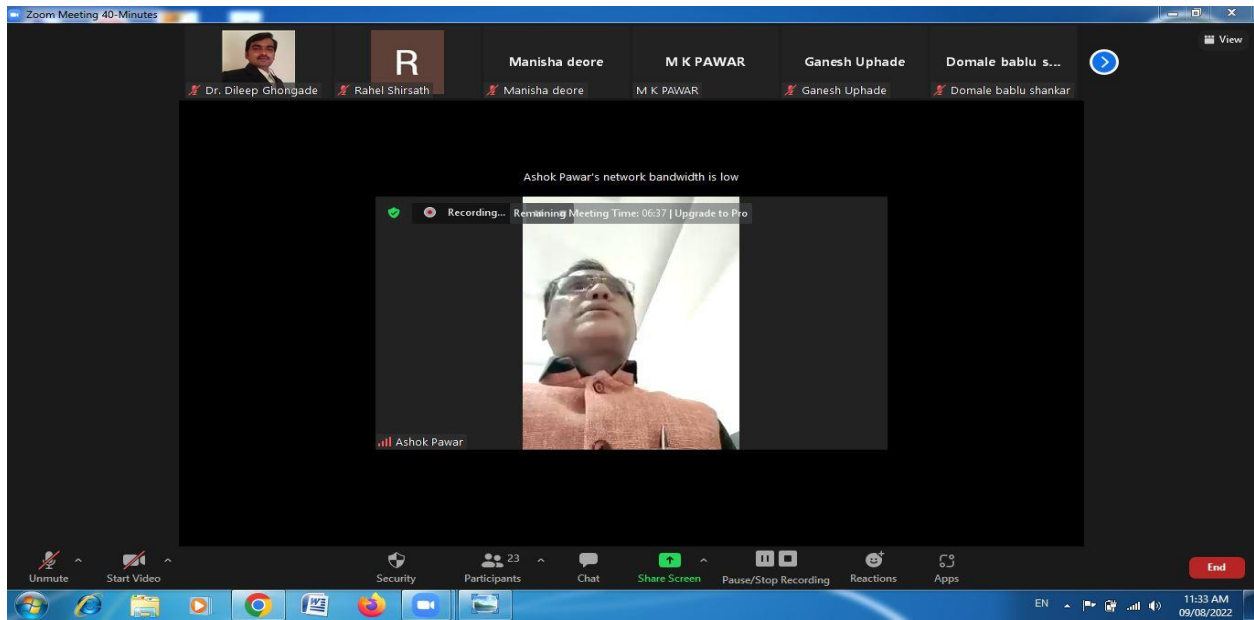 Zoom Meeting 40-Minutes
View
R
Manisha deore
M K PAWAR
Ganesh Uphade
Domale bablu s...
Dr. Dileep Ghongade
Rahel Shirsath
Manisha deore
M K PAWAR
Ganesh Uphade
Domale bablu shankar
Ashok Pawar's network bandwidth is low
Recording... Remaining Meeting Time: 06:37 | Upgrade to Pro
Ashok Pawar
Unmute
Start Video
Security
23
Participants
Chat
Share Screen
Pause/Stop Recording
Reactions
Apps
End
EN
11:33 AM
09/08/2022